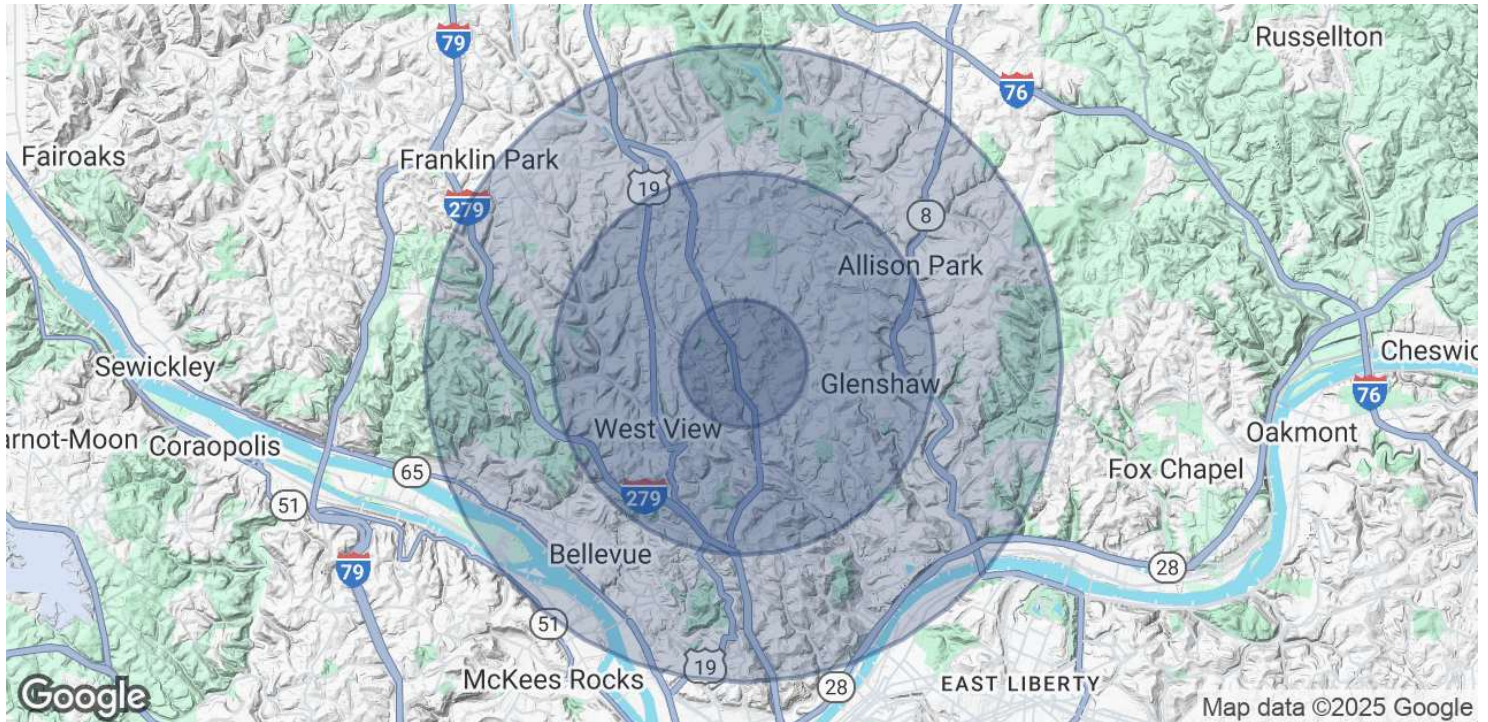 79
Russellton
76
Fairoaks
Franklin Park
19
279
8
Allison Park
Cheswic
Sewickley
Glenshaw
76
West View
arnot-Moon
Coraopolis
Oakmont
65
Fox Chapel
51
279
Bellevue
79
28
51
McKees Rocks
19
28
EAST LIBERTY
Google
Map data ©2025 Google